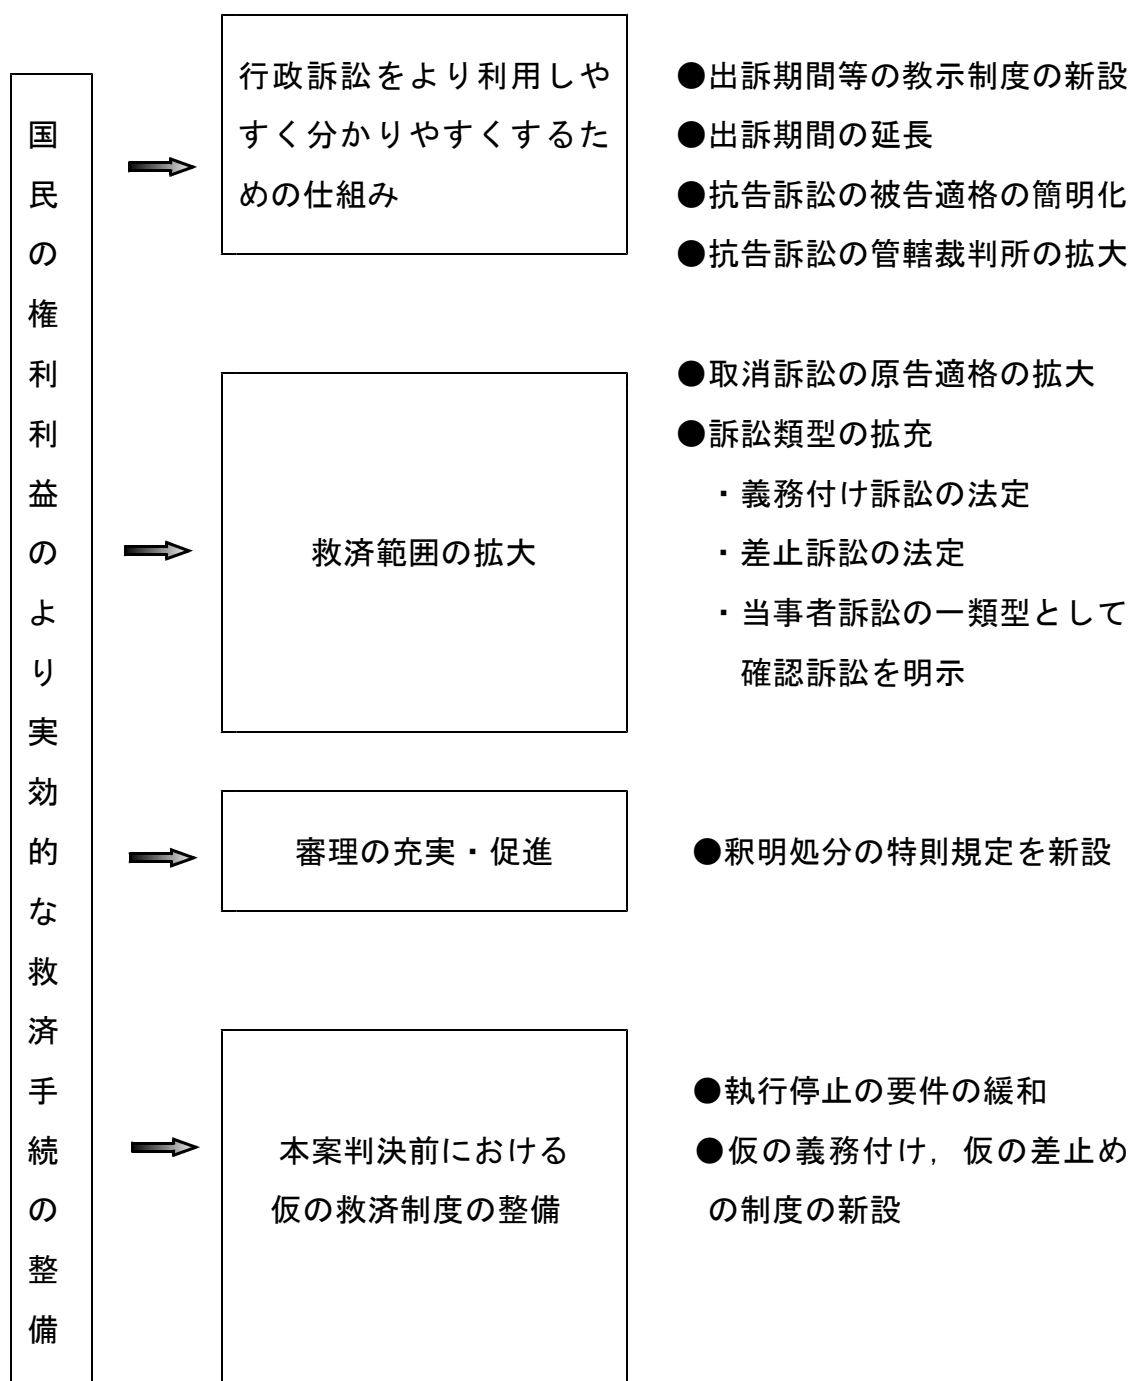 国民の権利利益のより実効的な救済手続の整備
行政訴訟をより利用しや
すく分かりやすくするた
めの仕組み
●出訴期間等の教示制度の新設
●出訴期間の延長
●抗告訴訟の被告適格の簡明化
●抗告訴訟の管轄裁判所の拡大
救済範囲の拡大
●取消訴訟の原告適格の拡大
●訴訟類型の拡充
・義務付け訴訟の法定
・差止訴訟の法定
・当事者訴訟の一類型として
確認訴訟を明示
審理の充実・促進
●釈明処分の特則規定を新設
本案判決前における
仮の救済制度の整備
●執行停止の要件の緩和
●仮の義務付け，仮の差止め
の制度の新設